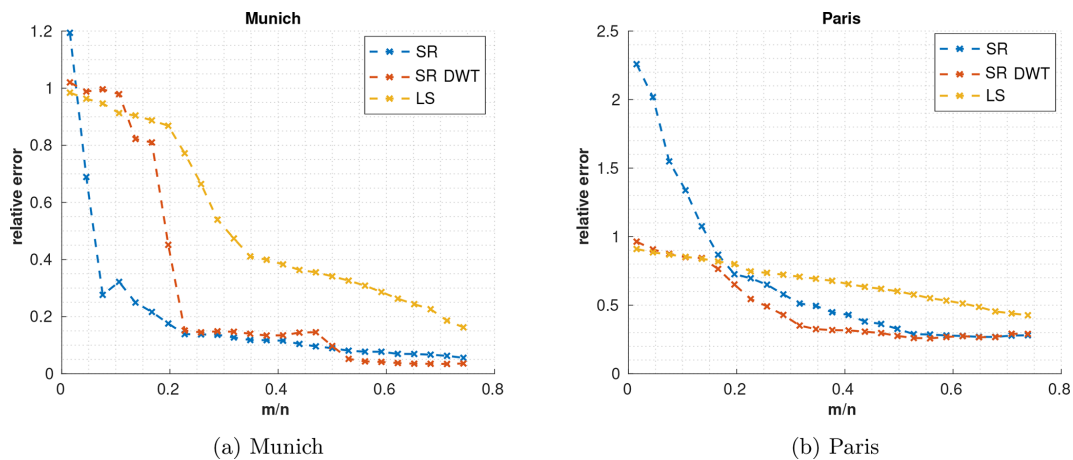 Munich
1.2
1
0.8
0.6
0.4
0.2
0
0 0.2 0.4 0.6 0.8
relative error
m/n
SR
SR DWT
LS
(a) Munich
Paris
2.5
2
1.5
1
0.5
0
0 0.2 0.4 0.6 0.8
relative error
m/n
SR
SR DWT
LS
(b) Paris